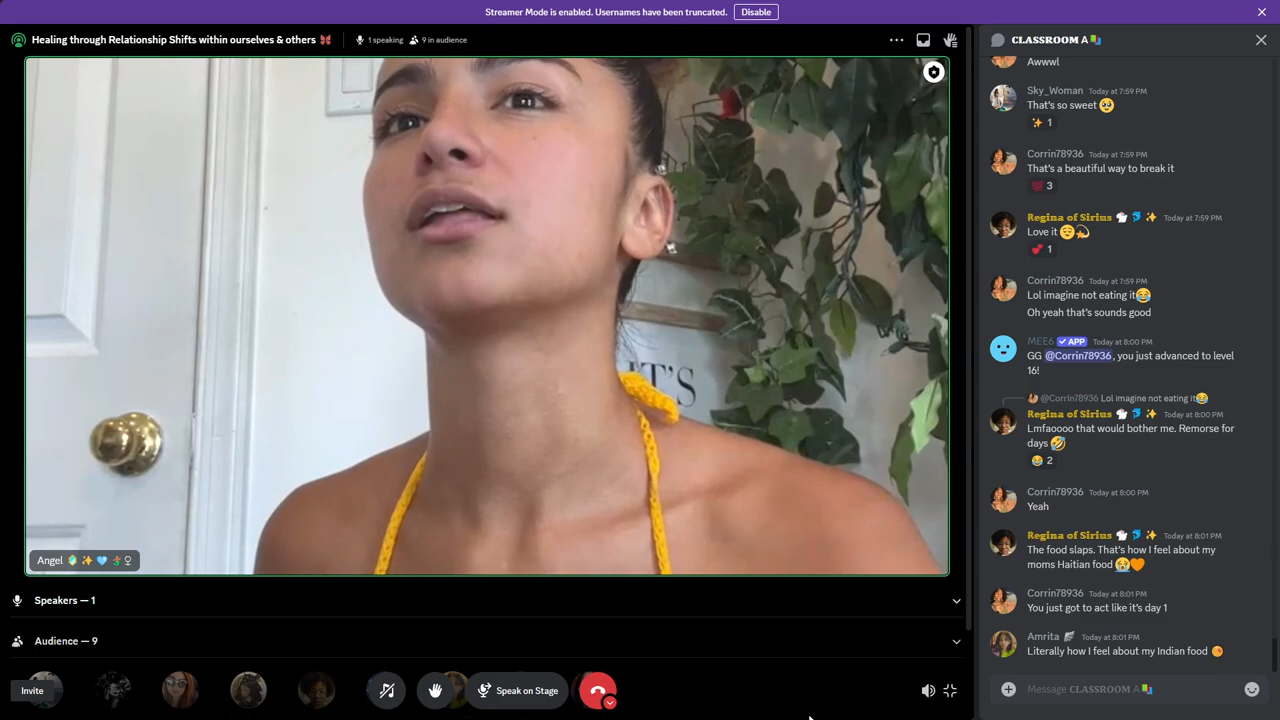 Streamer Mode is enabled. Usernames have been truncated. Disable
Healing through Relationship Shifts within ourselves & others 🦋
1 speaking 9 in audience
IT'S
Angel
Speakers — 1
Audience — 9
Invite
Speak on Stage
CLASSROOM A
Awwwl
Sky_Woman Today at 7:59 PM
That's so sweet 🥹
✨ 1
Corrin78936 Today at 7:59 PM
That's a beautiful way to break it
💯 3
Regina of Sirius Today at 7:59 PM
Love it 😌💫
💕 1
Corrin78936 Today at 7:59 PM
Lol imagine not eating it😂
Oh yeah that's sounds good
MEE6 ✓ APP Today at 8:00 PM
GG @Corrin78936, you just advanced to level
16!
@Corrin78936 Lol imagine not eating it😂
Regina of Sirius Today at 8:00 PM
Lmfaoooo that would bother me. Remorse for
days 🤣
😂 2
Corrin78936 Today at 8:00 PM
Yeah
Regina of Sirius Today at 8:01 PM
The food slaps. That's how I feel about my
moms Haitian food 😭🧡
Corrin78936 Today at 8:01 PM
You just got to act like it's day 1
Amrita Today at 8:01 PM
Literally how I feel about my Indian food
Message CLASSROOM A